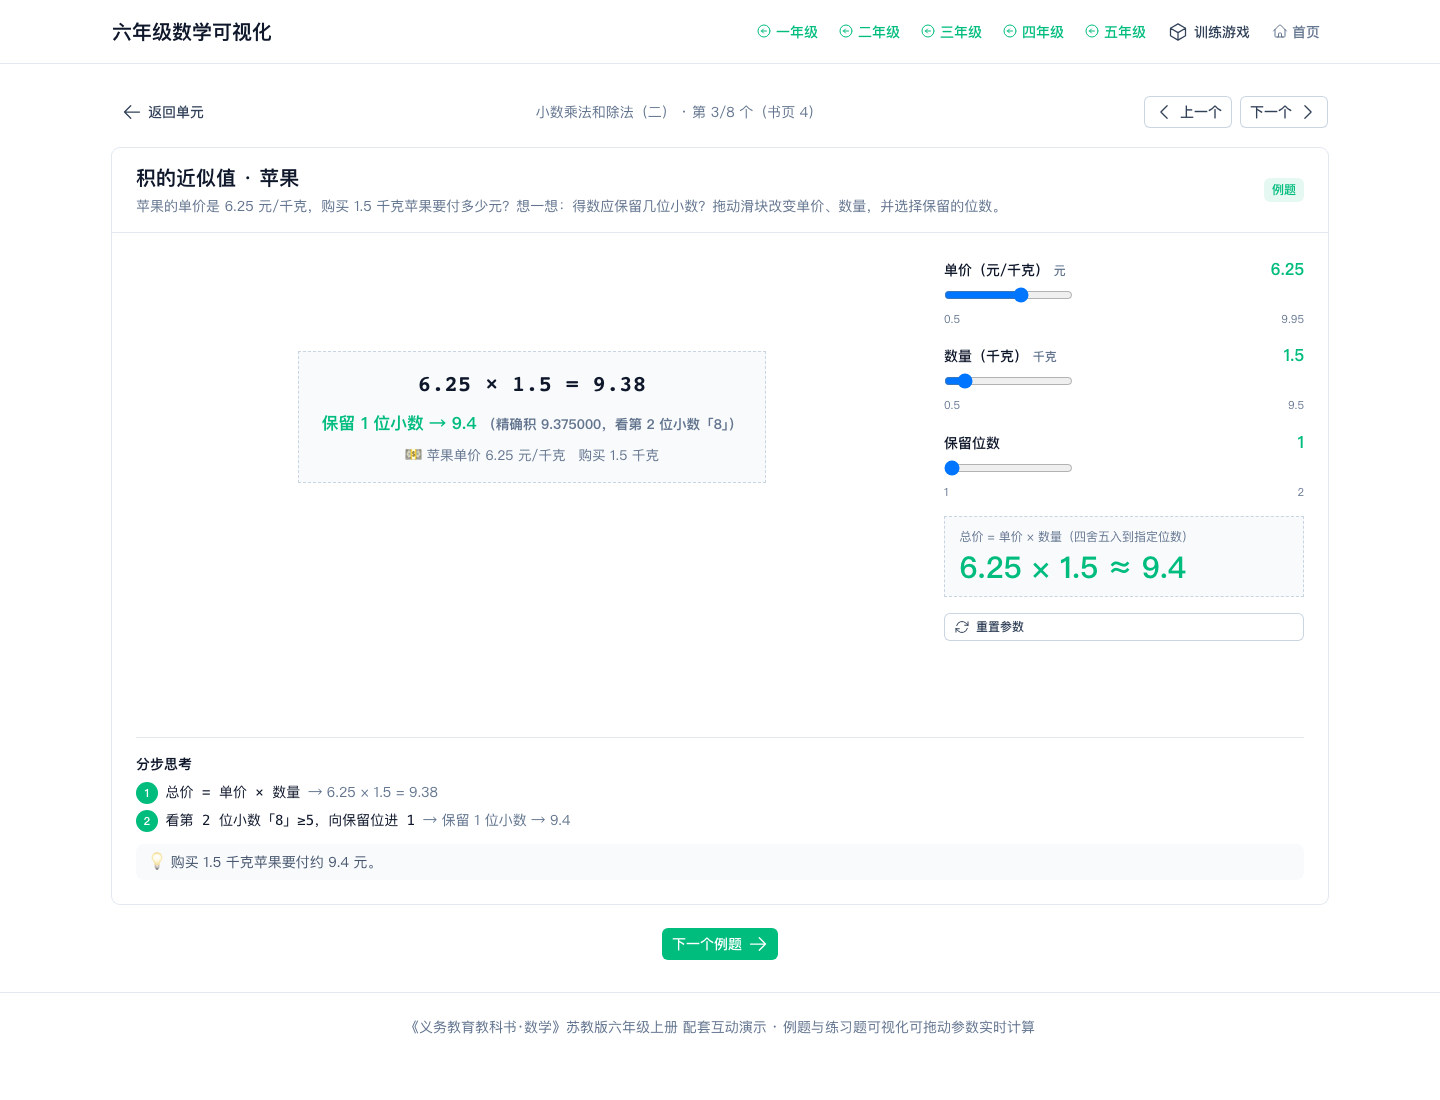 六年级数学可视化
一年级 二年级 三年级 四年级 五年级 训练游戏 首页
返回单元
小数乘法和除法（二） · 第 3/8 个（书页 4）
上一个 下一个
积的近似值 · 苹果
苹果的单价是 6.25 元/千克，购买 1.5 千克苹果要付多少元？想一想：得数应保留几位小数？拖动滑块改变单价、数量，并选择保留的位数。
例题
6.25 × 1.5 = 9.38
保留 1 位小数 → 9.4 （精确积 9.375000，看第 2 位小数「8」）
苹果单价 6.25 元/千克 购买 1.5 千克
单价（元/千克） 元 6.25
0.5 9.95
数量（千克） 千克 1.5
0.5 9.5
保留位数 1
1 2
总价 = 单价 × 数量（四舍五入到指定位数）
6.25 × 1.5 ≈ 9.4
重置参数
分步思考
1 总价 = 单价 × 数量 → 6.25 × 1.5 = 9.38
2 看第 2 位小数「8」≥5，向保留位进 1 → 保留 1 位小数 → 9.4
购买 1.5 千克苹果要付约 9.4 元。
下一个例题
《义务教育教科书·数学》苏教版六年级上册 配套互动演示 · 例题与练习题可视化可拖动参数实时计算